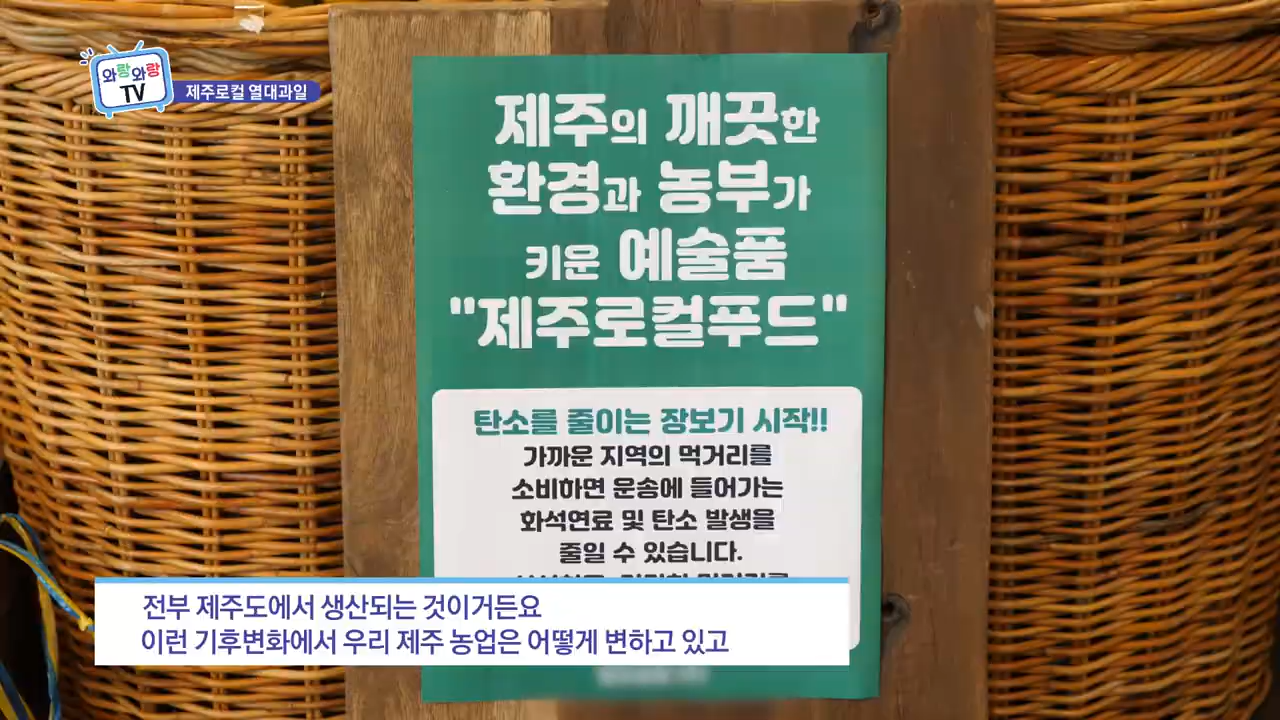 와랑와랑
TV
제주로컬 열대과일
제주의 깨끗한
환경과 농부가
키운 예술품
"제주로컬푸드"
탄소를 줄이는 장보기 시작!!
가까운 지역의 먹거리를
소비하면 운송에 들어가는
화석연료 및 탄소 발생을
줄일 수 있습니다.
전부 제주도에서 생산되는 것이거든요
이런 기후변화에서 우리 제주 농업은 어떻게 변하고 있고